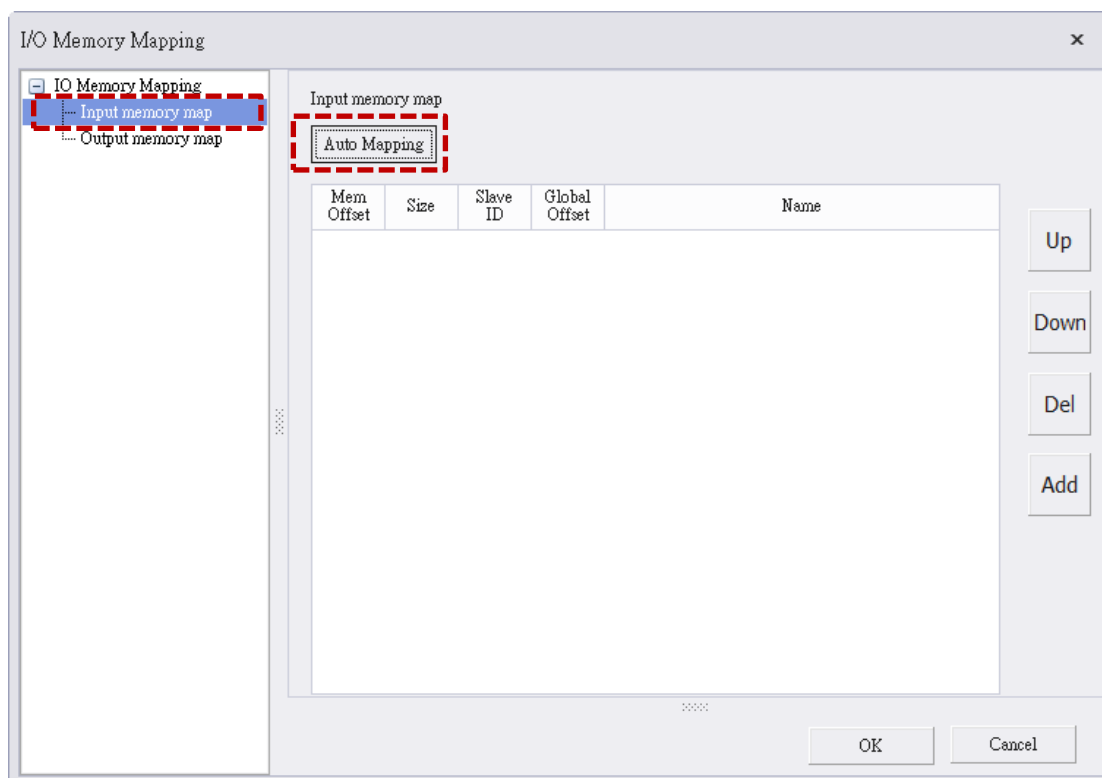 I/O Memory Mapping
×
IO Memory Mapping
Input memory map
Output memory map
Input memory map
Auto Mapping
Mem Offset
Size
Slave ID
Global Offset
Name
Up
Down
Del
Add
OK
Cancel